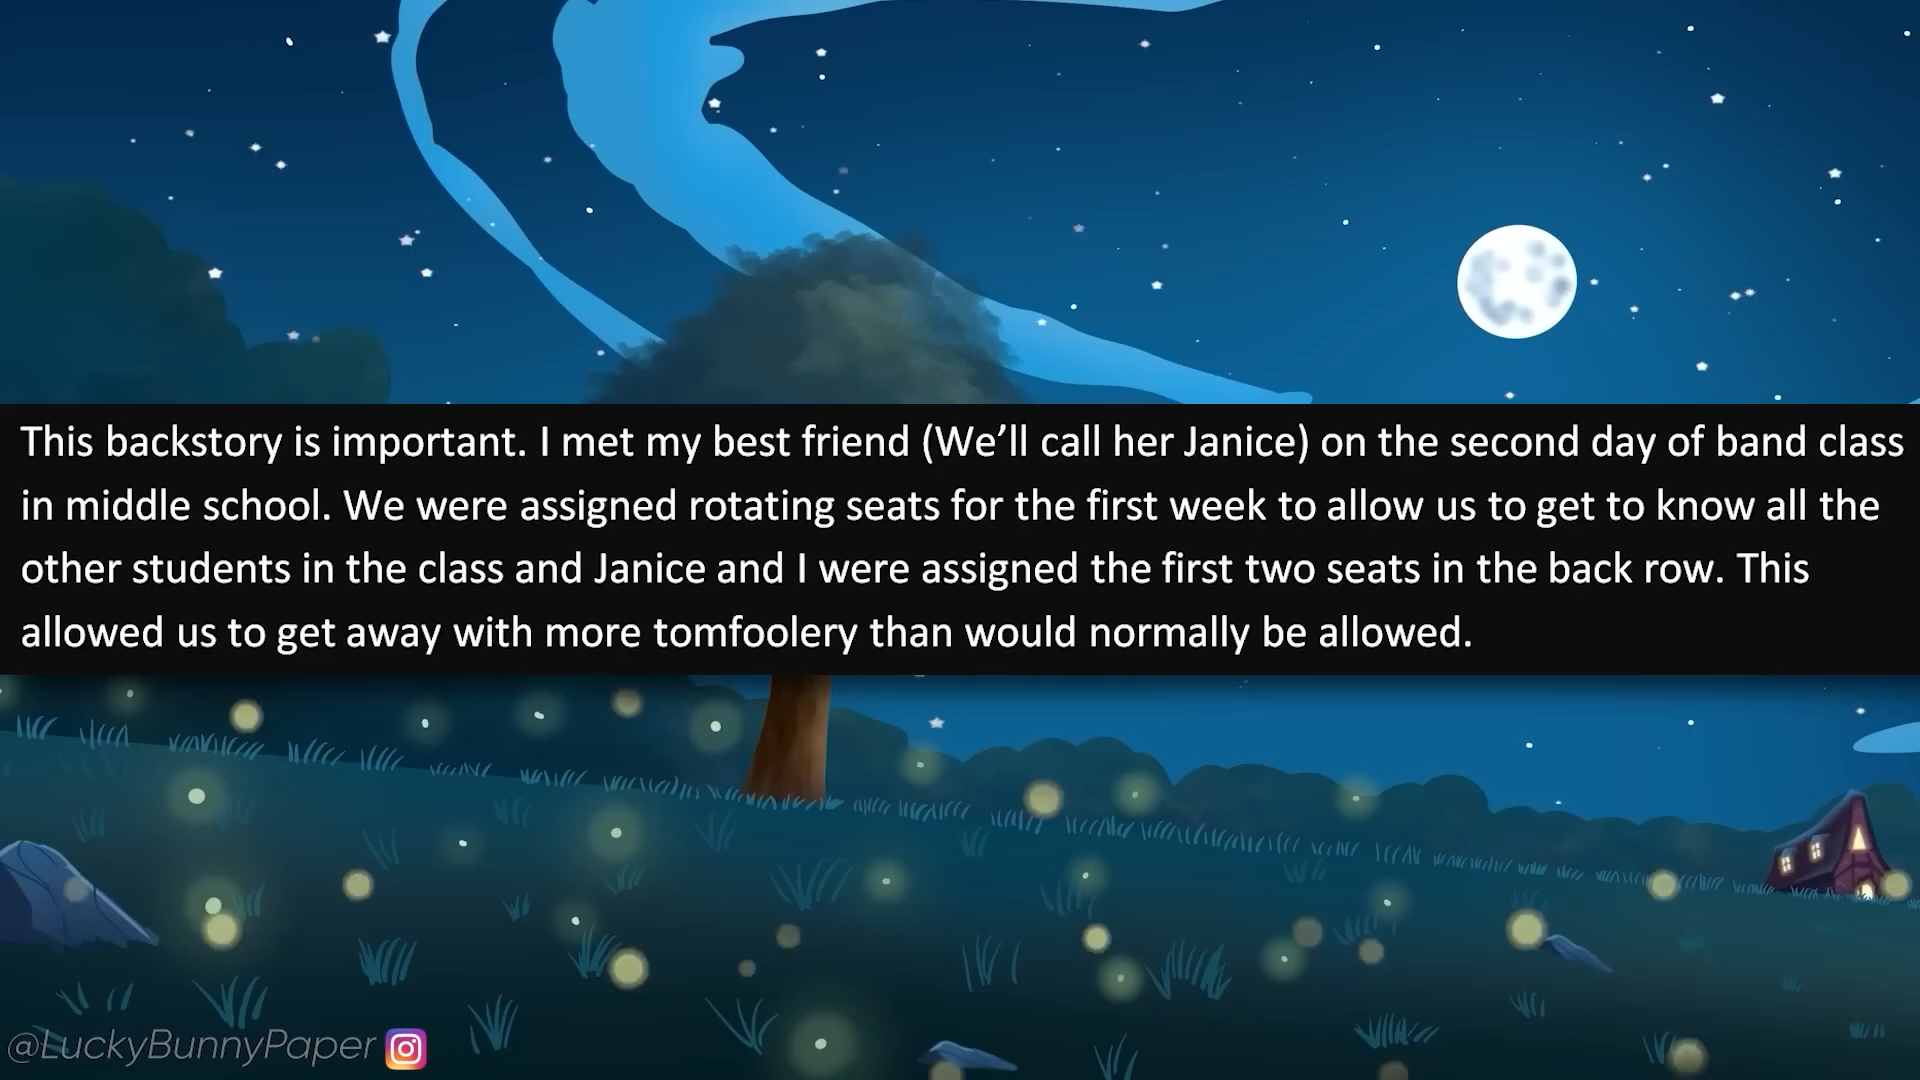 This backstory is important. I met my best friend (We’ll call her Janice) on the second day of band class
in middle school. We were assigned rotating seats for the first week to allow us to get to know all the
other students in the class and Janice and I were assigned the first two seats in the back row. This
allowed us to get away with more tomfoolery than would normally be allowed.
@LuckyBunnyPaper